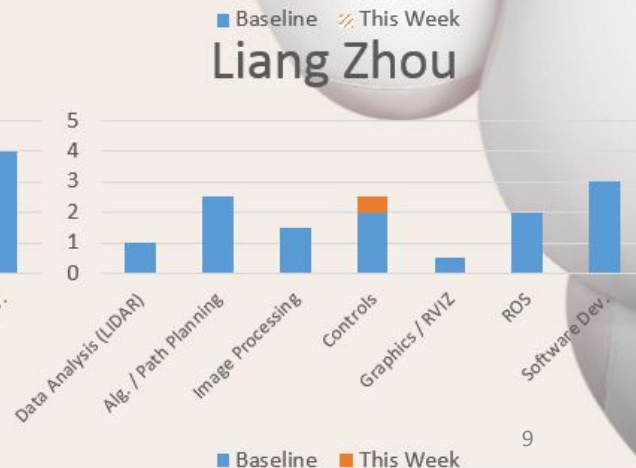 Baseline This Week
Liang Zhou
5
4
3
2
1
0
Data Analysis (LIDAR)
Alg. / Path Planning
Image Processing
Controls
Graphics / RVIZ
ROS
Software Dev.
9
Baseline This Week